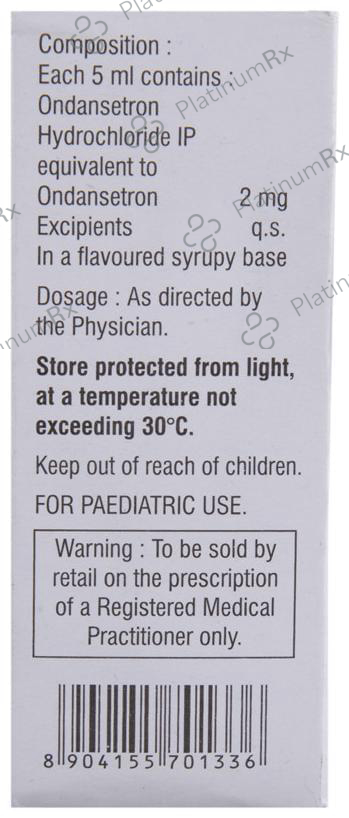 Composition :
Each 5 ml contains :
Ondansetron
Hydrochloride IP
equivalent to
Ondansetron 2 mg
Excipients q.s.
In a flavoured syrupy base
Dosage : As directed by
the Physician.
Store protected from light,
at a temperature not
exceeding 30°C.
Keep out of reach of children.
FOR PAEDIATRIC USE.
Warning : To be sold by
retail on the prescription
of a Registered Medical
Practitioner only.
8 904155 701336
PlatinumRx
PlatinumRx